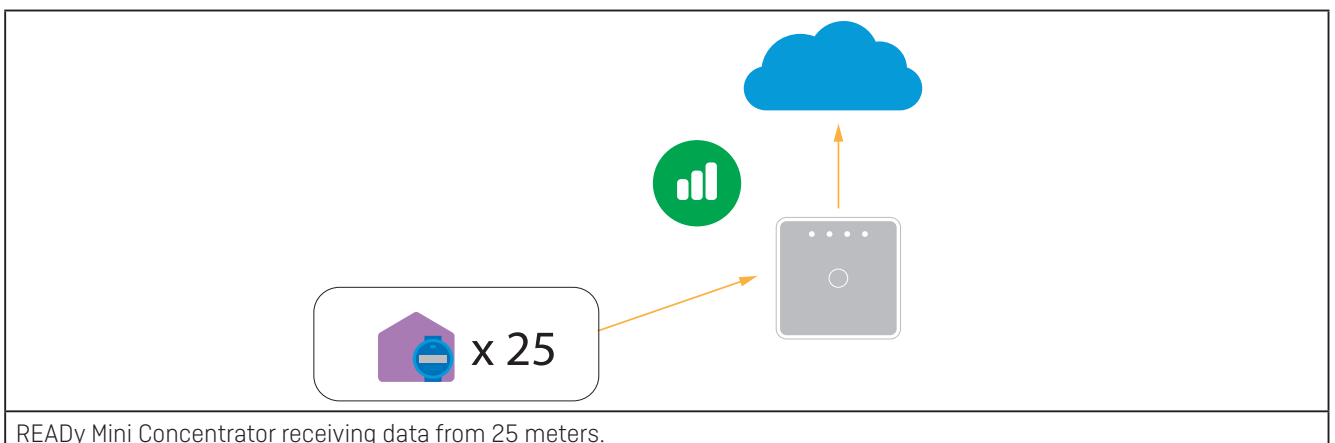 x 25
READy Mini Concentrator receiving data from 25 meters.